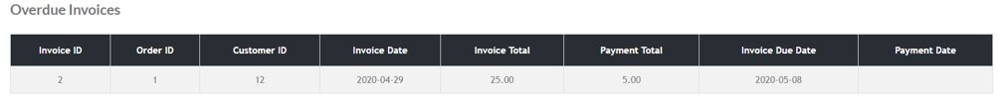 Overdue Invoices
Invoice ID Order ID Customer ID Invoice Date Invoice Total Payment Total Invoice Due Date Payment Date
2 1 12 2020-04-29 25.00 5.00 2020-05-08